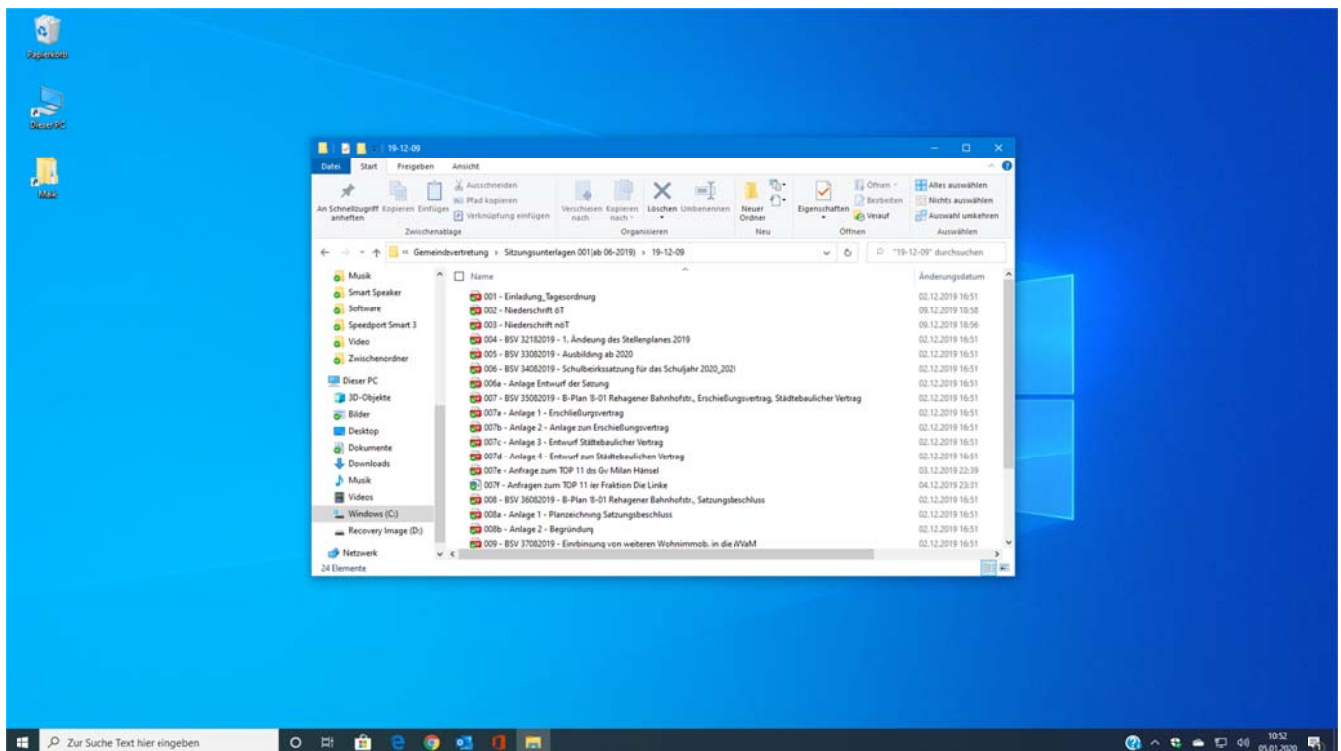 Papierkorb
Dieser PC
19-12-09
Datei Start Freigeben Ansicht
An Schnellzugriff anheften
Kopieren
Einfügen
Ausschneiden
Pfad kopieren
Verknüpfung einfügen
Zwischenablage
Verschieben nach
Kopieren nach
Löschen
Umbenennen
Organisieren
Neuer Ordner
Neu
Eigenschaften
Öffnen
Bearbeiten
Verlauf
Öffnen
Alles auswählen
Nichts auswählen
Auswahl umkehren
Auswählen
« Gemeindevertretung › Sitzungsunterlagen 001(ab 06-2019) › 19-12-09
"19-12-09" durchsuchen
Musik
Smart Speaker
Software
Speedport Smart 3
Video
Zwischenordner
Dieser PC
3D-Objekte
Bilder
Desktop
Dokumente
Downloads
Musik
Videos
Windows (C:)
Recovery Image (D:)
Netzwerk
Name Änderungsdatum
001 - Einladung_Tagesordnung 02.12.2019 16:51
002 - Niederschrift öT 09.12.2019 18:58
003 - Niederschrift nöT 09.12.2019 18:56
004 - BSV 32182019 - 1. Änderung des Stellenplanes 2019 02.12.2019 16:51
005 - BSV 33082019 - Ausbildung ab 2020 02.12.2019 16:51
006 - BSV 34082019 - Schulbeirkssatzung für das Schuljahr 2020_2021 02.12.2019 16:51
006a - Anlage Entwurf der Satzung 02.12.2019 16:51
007 - BSV 35082019 - B-Plan 18-01 Rehagener Bahnhofstr., Erschießungsvertrag, Städtebaulicher Vertrag 02.12.2019 16:51
007a - Anlage 1 - Erschließungsvertrag 02.12.2019 16:51
007b - Anlage 2 - Anlage zun Erschießungsvertrag 02.12.2019 16:51
007c - Anlage 3 - Entwurf Städtebaulicher Vertrag 02.12.2019 16:51
007d - Anlage 4 - Entwurf zum Städtebaulichen Vertrag 02.12.2019 16:51
007e - Anfrage zum TOP 11 ds Gv Milan Hänsel 03.12.2019 22:39
007f - Anfragen zum TOP 11 der Fraktion Die Linke 04.12.2019 23:31
008 - BSV 36082019 - B-Plan 18-01 Rehagener Bahnhofstr., Satzungsbeschluss 02.12.2019 16:51
008a - Anlage 1 - Planzeichning Satzungsbeschluss 02.12.2019 16:51
008b - Anlage 2 - Begründung 02.12.2019 16:51
009 - BSV 37082019 - Einbringung von weiteren Wohnimmob. in die WVaM 02.12.2019 16:51
24 Elemente
Zur Suche Text hier eingeben
10:52
05.01.2020